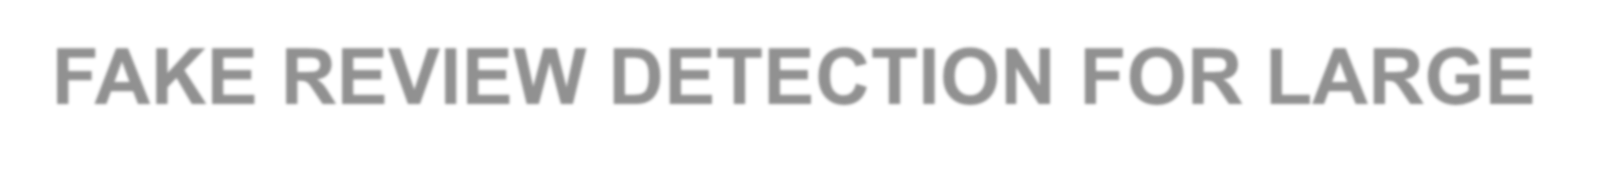 FAKE REVIEW DETECTION FOR LARGE